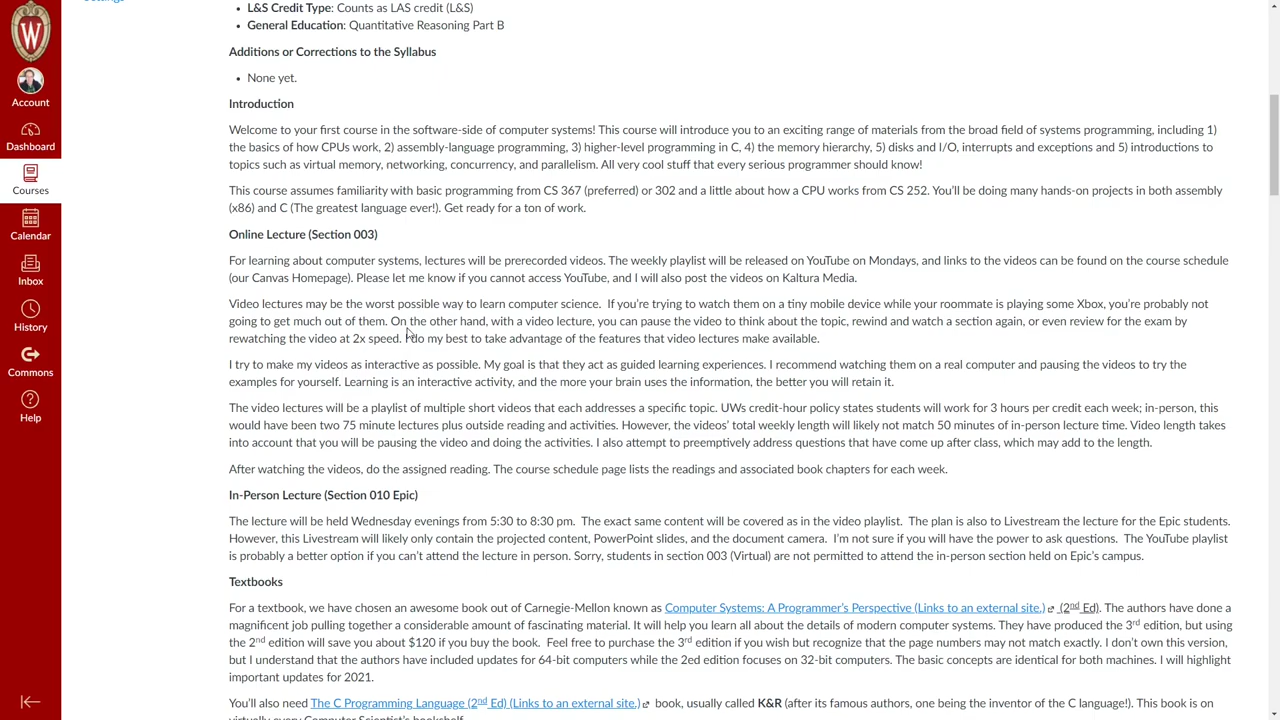 Settings
L&S Credit Type: Counts as LAS credit (L&S)
General Education: Quantitative Reasoning Part B
Additions or Corrections to the Syllabus
None yet.
Introduction
Welcome to your first course in the software-side of computer systems! This course will introduce you to an exciting range of materials from the broad field of systems programming, including 1)
the basics of how CPUs work, 2) assembly-language programming, 3) higher-level programming in C, 4) the memory hierarchy, 5) disks and I/O, interrupts and exceptions and 5) introductions to
topics such as virtual memory, networking, concurrency, and parallelism. All very cool stuff that every serious programmer should know!
This course assumes familiarity with basic programming from CS 367 (preferred) or 302 and a little about how a CPU works from CS 252. You'll be doing many hands-on projects in both assembly
(x86) and C (The greatest language ever!). Get ready for a ton of work.
Online Lecture (Section 003)
For learning about computer systems, lectures will be prerecorded videos. The weekly playlist will be released on YouTube on Mondays, and links to the videos can be found on the course schedule
(our Canvas Homepage). Please let me know if you cannot access YouTube, and I will also post the videos on Kaltura Media.
Video lectures may be the worst possible way to learn computer science. If you're trying to watch them on a tiny mobile device while your roommate is playing some Xbox, you're probably not
going to get much out of them. On the other hand, with a video lecture, you can pause the video to think about the topic, rewind and watch a section again, or even review for the exam by
rewatching the video at 2x speed. I do my best to take advantage of the features that video lectures make available.
I try to make my videos as interactive as possible. My goal is that they act as guided learning experiences. I recommend watching them on a real computer and pausing the videos to try the
examples for yourself. Learning is an interactive activity, and the more your brain uses the information, the better you will retain it.
The video lectures will be a playlist of multiple short videos that each addresses a specific topic. UWs credit-hour policy states students will work for 3 hours per credit each week; in-person, this
would have been two 75 minute lectures plus outside reading and activities. However, the videos' total weekly length will likely not match 50 minutes of in-person lecture time. Video length takes
into account that you will be pausing the video and doing the activities. I also attempt to preemptively address questions that have come up after class, which may add to the length.
After watching the videos, do the assigned reading. The course schedule page lists the readings and associated book chapters for each week.
In-Person Lecture (Section 010 Epic)
The lecture will be held Wednesday evenings from 5:30 to 8:30 pm. The exact same content will be covered as in the video playlist. The plan is also to Livestream the lecture for the Epic students.
However, this Livestream will likely only contain the projected content, PowerPoint slides, and the document camera. I'm not sure if you will have the power to ask questions. The YouTube playlist
is probably a better option if you can't attend the lecture in person. Sorry, students in section 003 (Virtual) are not permitted to attend the in-person section held on Epic's campus.
Textbooks
For a textbook, we have chosen an awesome book out of Carnegie-Mellon known as Computer Systems: A Programmer's Perspective (Links to an external site.) (2nd Ed). The authors have done a
magnificent job pulling together a considerable amount of fascinating material. It will help you learn all about the details of modern computer systems. They have produced the 3rd edition, but using
the 2nd edition will save you about $120 if you buy the book. Feel free to purchase the 3rd edition if you wish but recognize that the page numbers may not match exactly. I don't own this version,
but I understand that the authors have included updates for 64-bit computers while the 2ed edition focuses on 32-bit computers. The basic concepts are identical for both machines. I will highlight
important updates for 2021.
You'll also need The C Programming Language (2nd Ed) (Links to an external site.) book, usually called K&R (after its famous authors, one being the inventor of the C language!). This book is on
virtually every Computer Scientist's bookshelf.
W
Account
Dashboard
Courses
Calendar
Inbox
History
Commons
Help